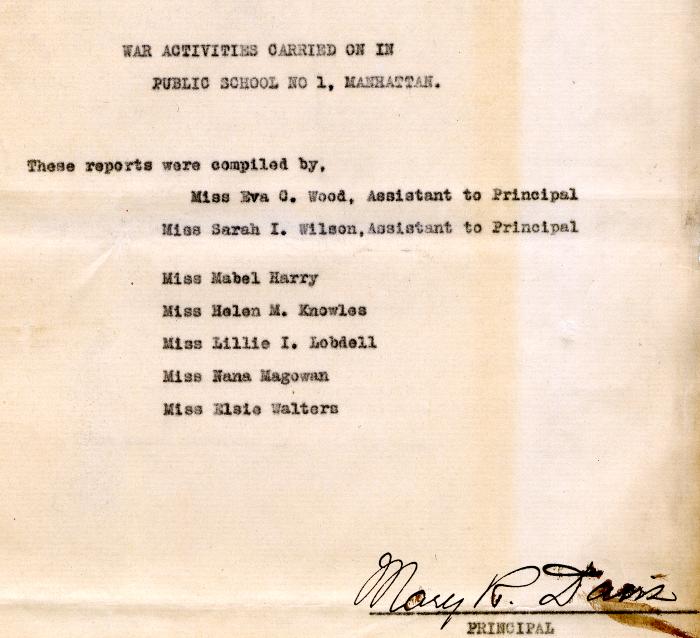 WAR ACTIVITIES CARRIED ON IN
PUBLIC SCHOOL NO 1, MANHATTAN.
These reports were compiled by,
Miss Eva C. Wood, Assistant to Principal
Miss Sarah I. Wilson,Assistant to Principal
Miss Mabel Harry
Miss Helen M. Knowles
Miss Lillie I. Lobdell
Miss Nana Magowan
Miss Elsie Walters
Mary R. Davis
PRINCIPAL